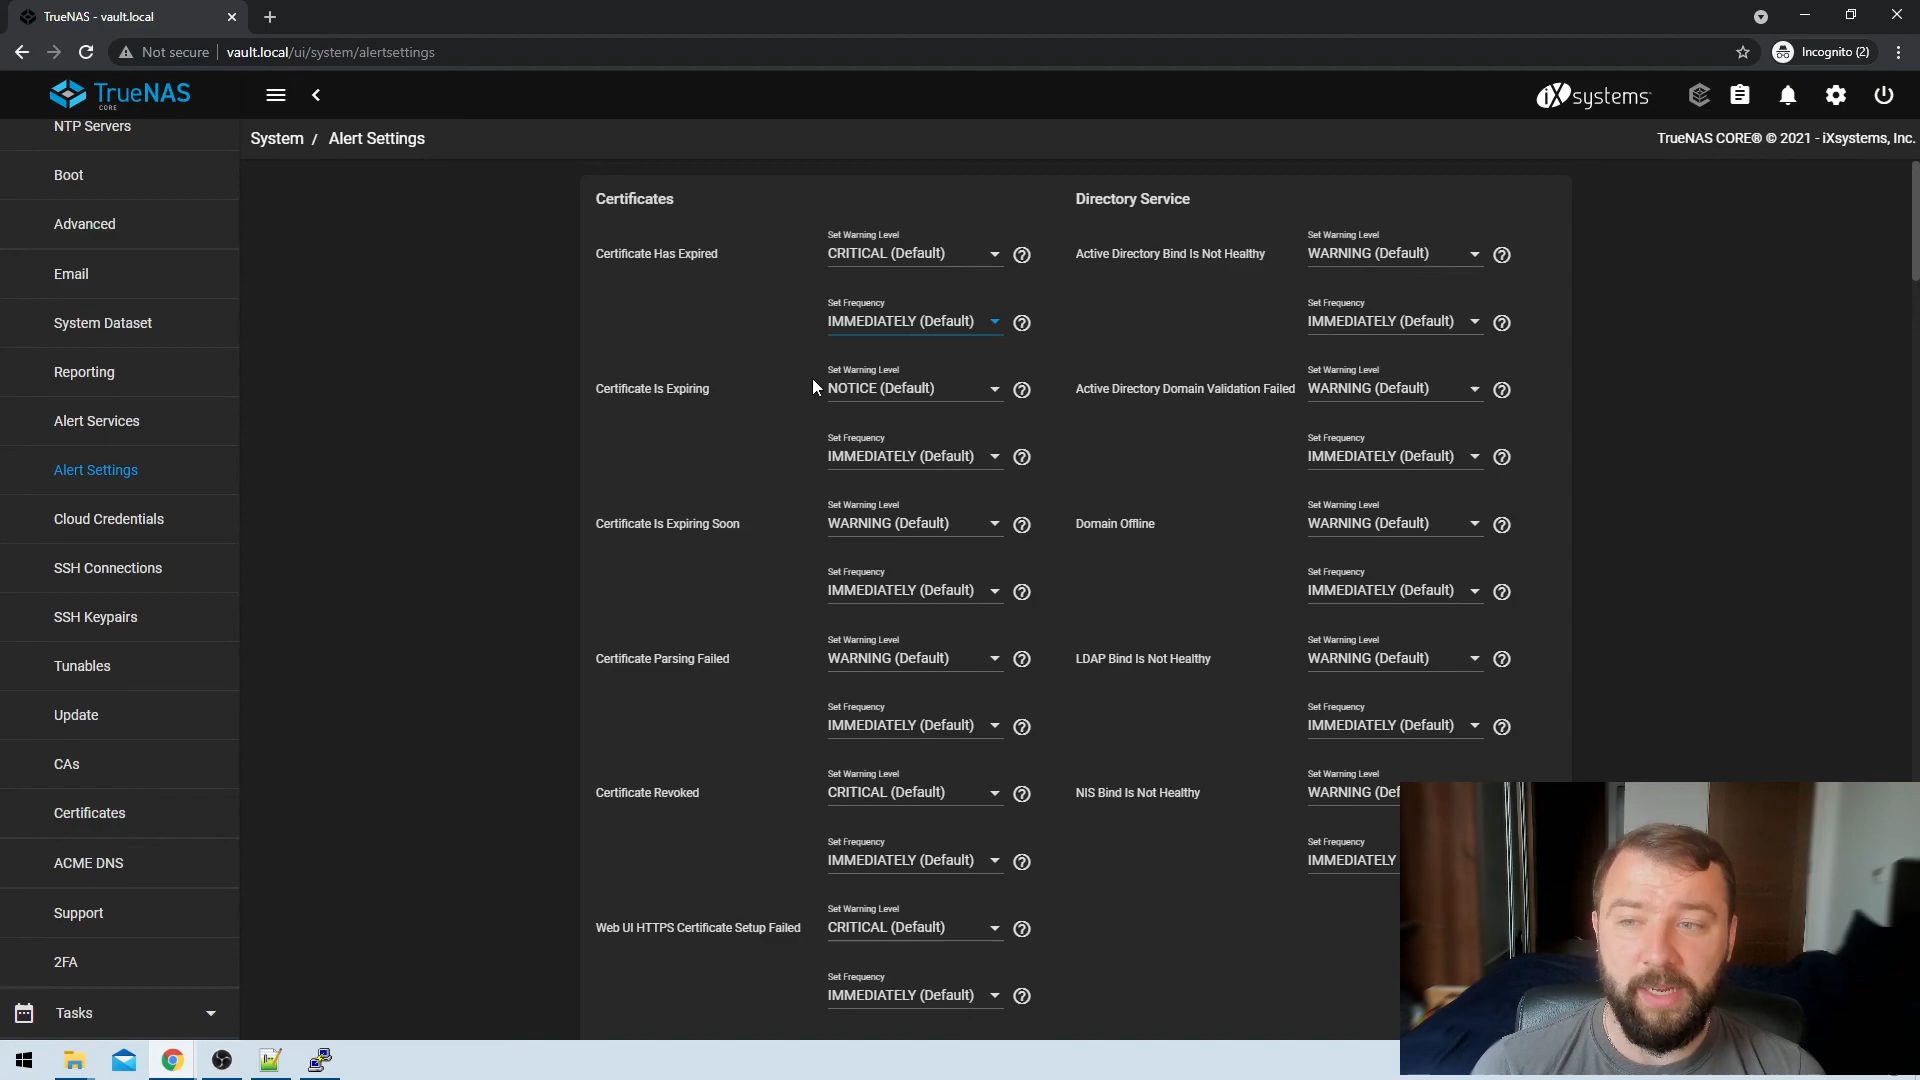 TrueNAS - vault.local
Not secure
vault.local/ui/system/alertsettings
Incognito (2)
TrueNAS
CORE
iXsystems
System / Alert Settings
TrueNAS CORE® © 2021 - iXsystems, Inc.
NTP Servers
Boot
Advanced
Email
System Dataset
Reporting
Alert Services
Alert Settings
Cloud Credentials
SSH Connections
SSH Keypairs
Tunables
Update
CAs
Certificates
ACME DNS
Support
2FA
Tasks
Certificates
Certificate Has Expired
Set Warning Level
CRITICAL (Default)
Set Frequency
IMMEDIATELY (Default)
Certificate Is Expiring
Set Warning Level
NOTICE (Default)
Set Frequency
IMMEDIATELY (Default)
Certificate Is Expiring Soon
Set Warning Level
WARNING (Default)
Set Frequency
IMMEDIATELY (Default)
Certificate Parsing Failed
Set Warning Level
WARNING (Default)
Set Frequency
IMMEDIATELY (Default)
Certificate Revoked
Set Warning Level
CRITICAL (Default)
Set Frequency
IMMEDIATELY (Default)
Web UI HTTPS Certificate Setup Failed
Set Warning Level
CRITICAL (Default)
Set Frequency
IMMEDIATELY (Default)
Directory Service
Active Directory Bind Is Not Healthy
Set Warning Level
WARNING (Default)
Set Frequency
IMMEDIATELY (Default)
Active Directory Domain Validation Failed
Set Warning Level
WARNING (Default)
Set Frequency
IMMEDIATELY (Default)
Domain Offline
Set Warning Level
WARNING (Default)
Set Frequency
IMMEDIATELY (Default)
LDAP Bind Is Not Healthy
Set Warning Level
WARNING (Default)
Set Frequency
IMMEDIATELY (Default)
NIS Bind Is Not Healthy
Set Warning Level
WARNING (Def
Set Frequency
IMMEDIATELY